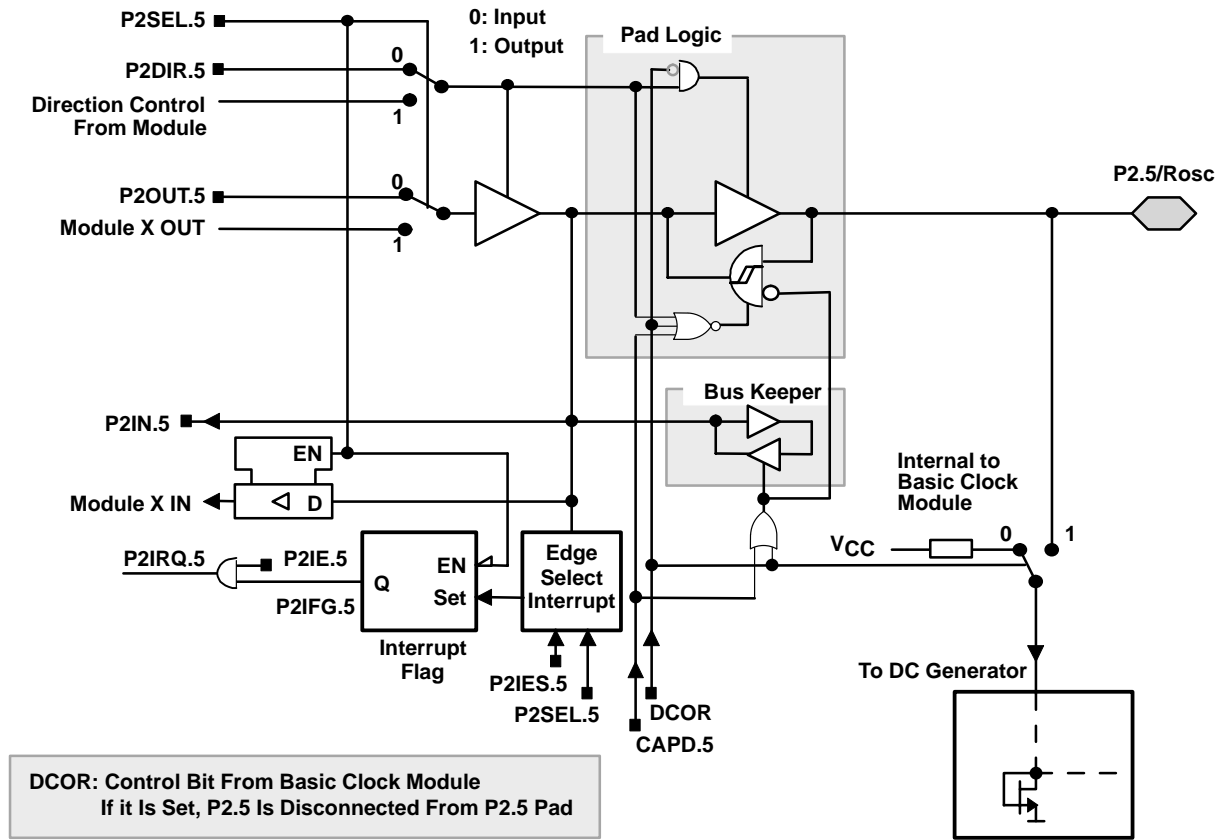 P2SEL.5
0: Input
1: Output
Pad Logic
P2DIR.5
0
Direction Control
From Module
1
P2.5/Rosc
P2OUT.5
0
Module X OUT
1
Bus Keeper
P2IN.5
EN
Internal to
Basic Clock
Module
Module X IN
D
0
1
VCC
P2IRQ.5
P2IE.5
EN
Edge
Select
Interrupt
Q
Set
P2IFG.5
Interrupt
Flag
P2IES.5
P2SEL.5
DCOR
CAPD.5
To DC Generator
DCOR: Control Bit From Basic Clock Module
If it Is Set, P2.5 Is Disconnected From P2.5 Pad